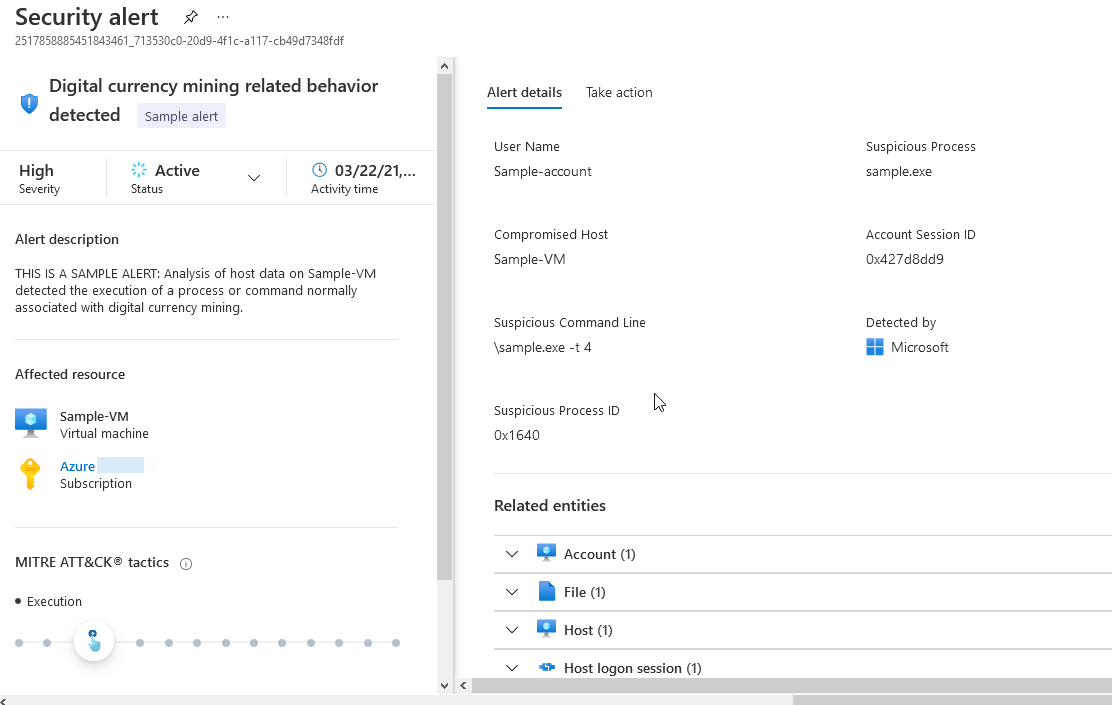 Security alert
2517858885451843461_713530c0-20d9-4f1c-a117-cb49d7348fdf
Digital currency mining related behavior
detected Sample alert
High
Severity
Active
Status
03/22/21,...
Activity time
Alert description
THIS IS A SAMPLE ALERT: Analysis of host data on Sample-VM
detected the execution of a process or command normally
associated with digital currency mining.
Affected resource
Sample-VM
Virtual machine
Azure
Subscription
MITRE ATT&CK® tactics
Execution
Alert details
Take action
User Name
Sample-account
Suspicious Process
sample.exe
Compromised Host
Sample-VM
Account Session ID
0x427d8dd9
Suspicious Command Line
\sample.exe -t 4
Detected by
Microsoft
Suspicious Process ID
0x1640
Related entities
Account (1)
File (1)
Host (1)
Host logon session (1)